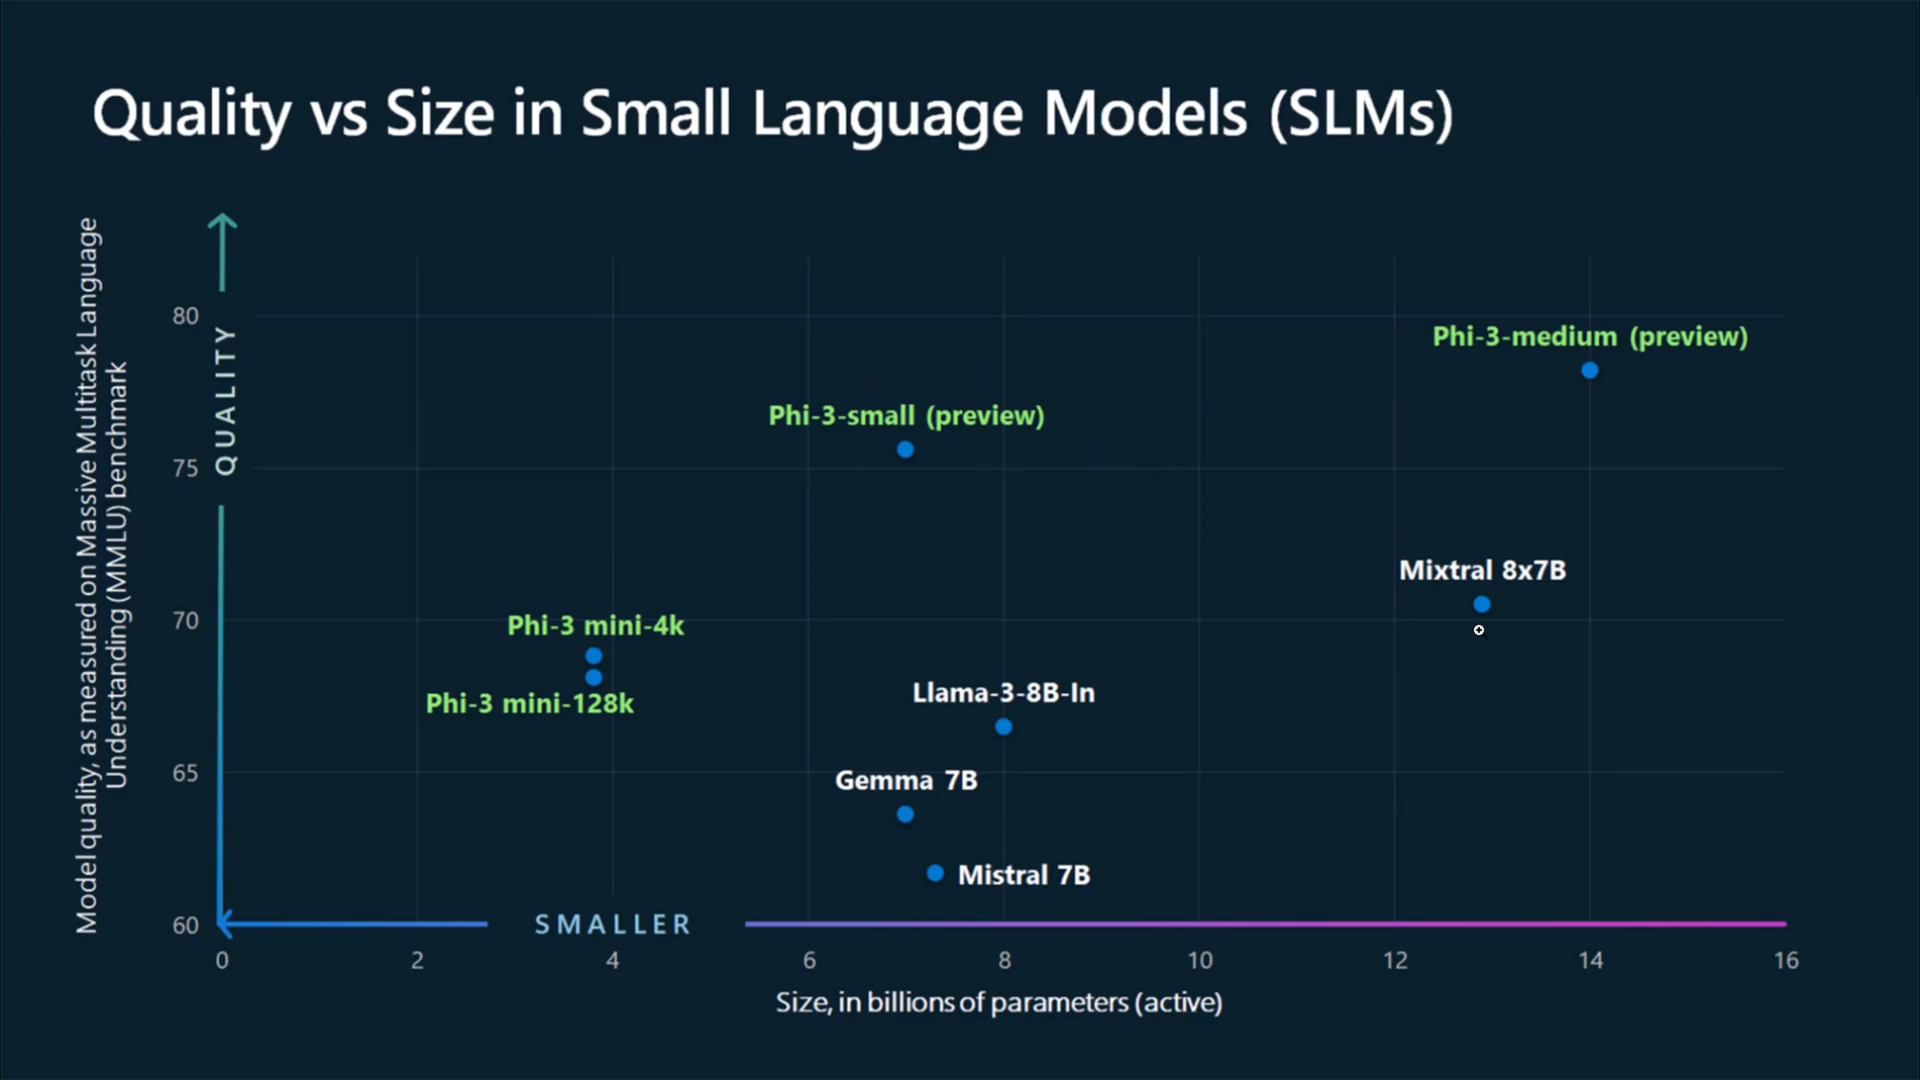 Quality vs Size in Small Language Models (SLMs)
Model quality, as measured on Massive Multitask Language
Understanding (MMLU) benchmark
QUALITY
80
75
70
65
60
Phi-3-medium (preview)
Phi-3-small (preview)
Mixtral 8x7B
Phi-3 mini-4k
Phi-3 mini-128k
Llama-3-8B-In
Gemma 7B
Mistral 7B
SMALLER
0 2 4 6 8 10 12 14 16
Size, in billions of parameters (active)